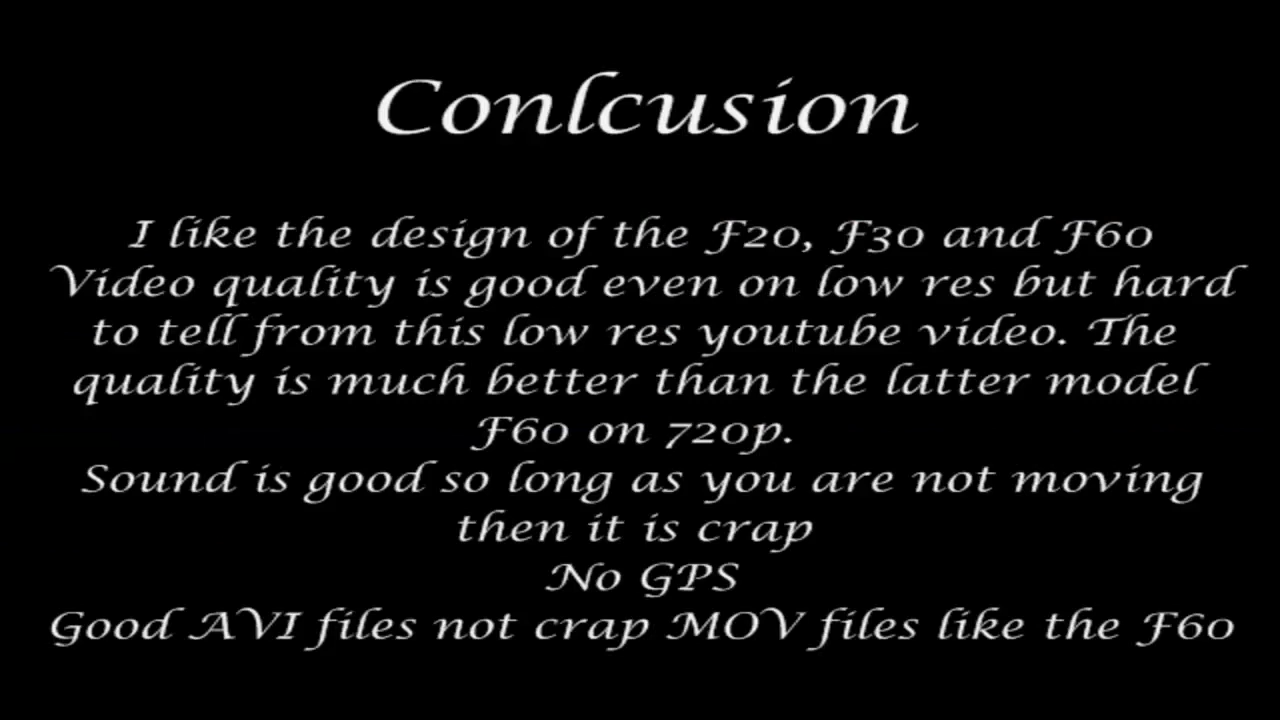 Conlcusion
I like the design of the F20, F30 and F60
Video quality is good even on low res but hard
to tell from this low res youtube video. The
quality is much better than the latter model
F60 on 720p.
Sound is good so long as you are not moving
then it is crap
No GPS
Good AVI files not crap MOV files like the F60